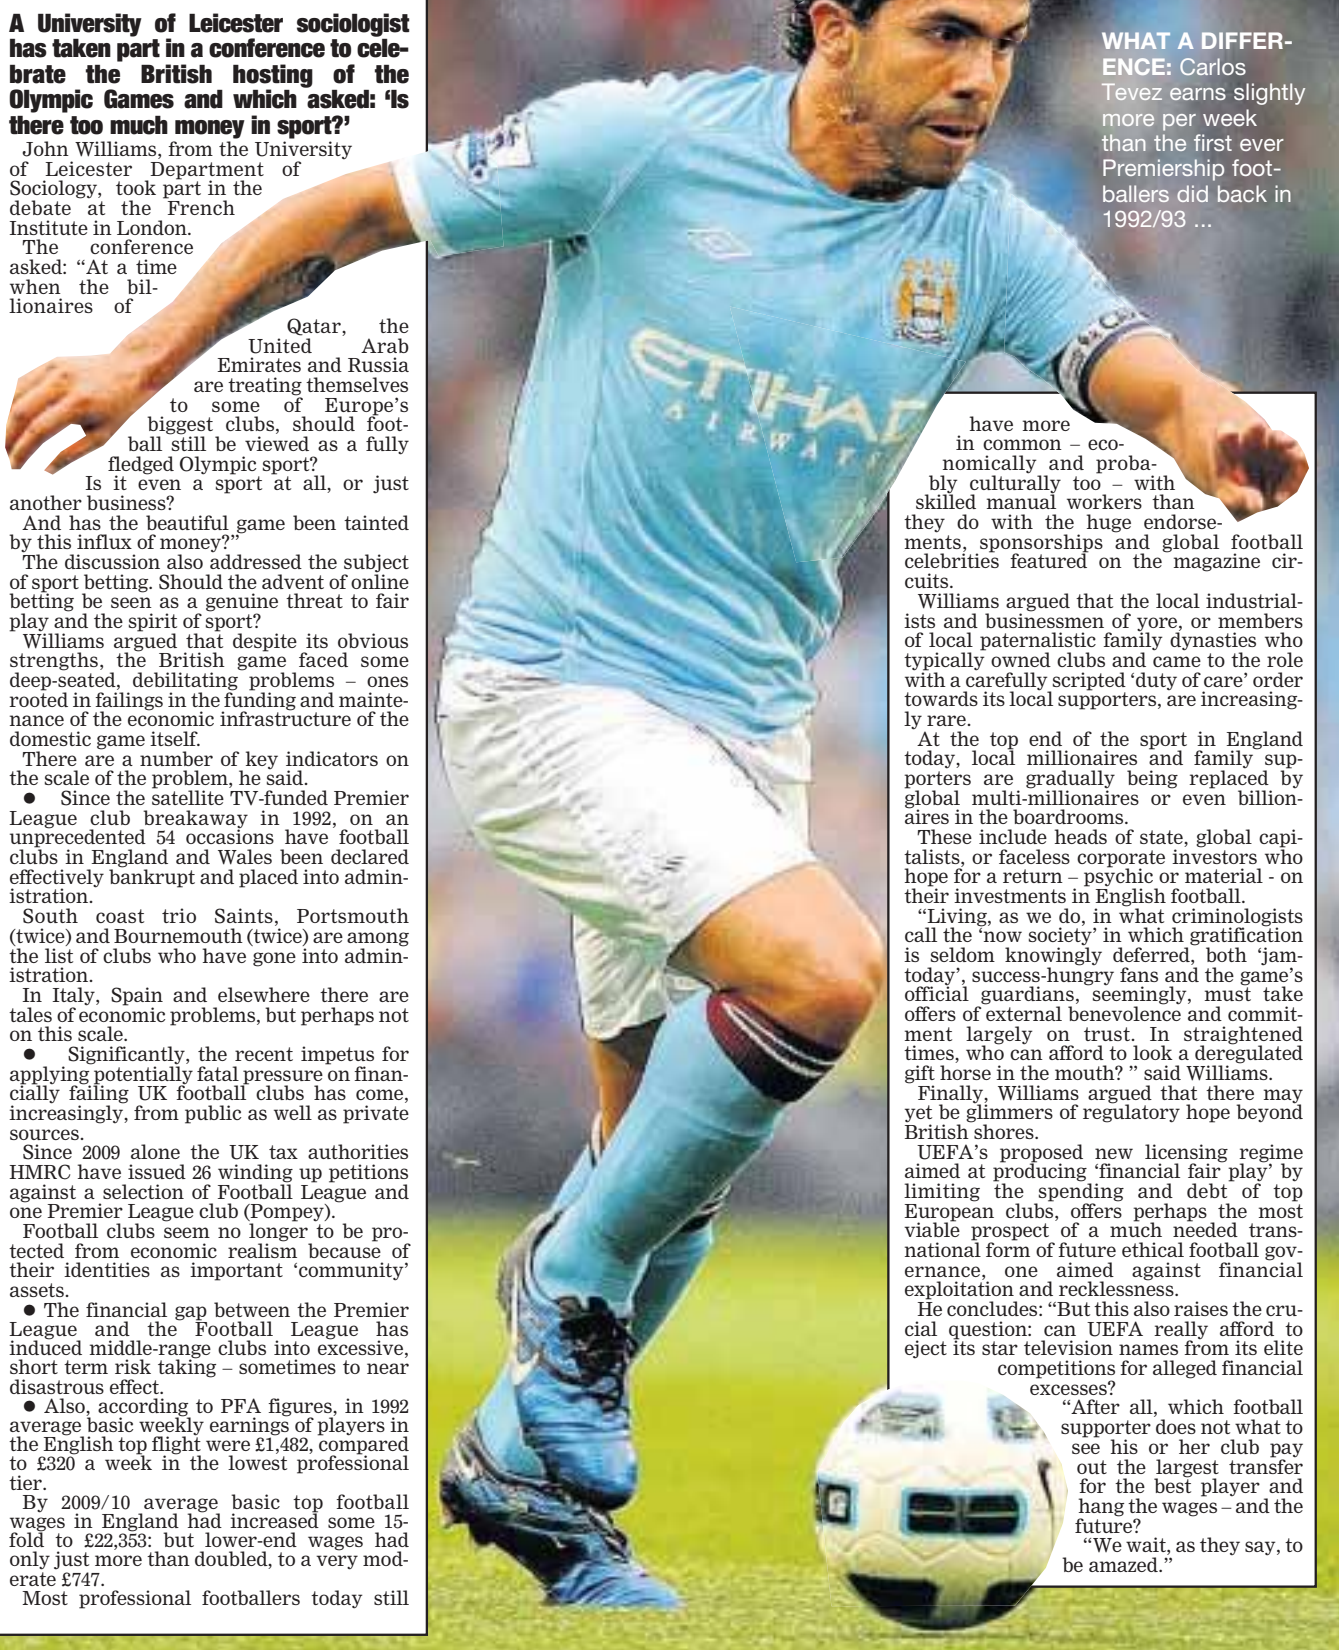 A University of Leicester sociologist
has taken part in a conference to cele-
brate the British hosting of the
Olympic Games and which asked: ‘Is
there too much money in sport?’
John Williams, from the University
of Leicester Department of
Sociology, took part in the
debate at the French
Institute in London.
The conference
asked: “At a time
when the bil-
lionaires of
Qatar, the
United Arab
Emirates and Russia
are treating themselves
to some of Europe’s
biggest clubs, should foot-
ball still be viewed as a fully
fledged Olympic sport?
Is it even a sport at all, or just
another business?
And has the beautiful game been tainted
by this influx of money?”
The discussion also addressed the subject
of sport betting. Should the advent of online
betting be seen as a genuine threat to fair
play and the spirit of sport?
Williams argued that despite its obvious
strengths, the British game faced some
deep-seated, debilitating problems – ones
rooted in failings in the funding and mainte-
nance of the economic infrastructure of the
domestic game itself.
There are a number of key indicators on
the scale of the problem, he said.
● Since the satellite TV-funded Premier
League club breakaway in 1992, on an
unprecedented 54 occasions have football
clubs in England and Wales been declared
effectively bankrupt and placed into admin-
istration.
South coast trio Saints, Portsmouth
(twice) and Bournemouth (twice) are among
the list of clubs who have gone into admin-
istration.
In Italy, Spain and elsewhere there are
tales of economic problems, but perhaps not
on this scale.
● Significantly, the recent impetus for
applying potentially fatal pressure on finan-
cially failing UK football clubs has come,
increasingly, from public as well as private
sources.
Since 2009 alone the UK tax authorities
HMRC have issued 26 winding up petitions
against a selection of Football League and
one Premier League club (Pompey).
Football clubs seem no longer to be pro-
tected from economic realism because of
their identities as important ‘community’
assets.
● The financial gap between the Premier
League and the Football League has
induced middle-range clubs into excessive,
short term risk taking – sometimes to near
disastrous effect.
● Also, according to PFA figures, in 1992
average basic weekly earnings of players in
the English top flight were £1,482, compared
to £320 a week in the lowest professional
tier.
By 2009/10 average basic top football
wages in England had increased some 15-
fold to £22,353: but lower-end wages had
only just more than doubled, to a very mod-
erate £747.
Most professional footballers today still
WHAT A DIFFER-
ENCE: Carlos
Tevez earns slightly
more per week
than the first ever
Premiership foot-
ballers did back in
1992/93 ...
ETIHAD
AIRWAYS
have more
in common – eco-
nomically and proba-
bly culturally too – with
skilled manual workers than
they do with the huge endorse-
ments, sponsorships and global football
celebrities featured on the magazine cir-
cuits.
Williams argued that the local industrial-
ists and businessmen of yore, or members
of local paternalistic family dynasties who
typically owned clubs and came to the role
with a carefully scripted ‘duty of care’ order
towards its local supporters, are increasing-
ly rare.
At the top end of the sport in England
today, local millionaires and family sup-
porters are gradually being replaced by
global multi-millionaires or even billion-
aires in the boardrooms.
These include heads of state, global capi-
talists, or faceless corporate investors who
hope for a return – psychic or material - on
their investments in English football.
“Living, as we do, in what criminologists
call the ‘now society’ in which gratification
is seldom knowingly deferred, both ‘jam-
today’, success-hungry fans and the game’s
official guardians, seemingly, must take
offers of external benevolence and commit-
ment largely on trust. In straightened
times, who can afford to look a deregulated
gift horse in the mouth? ” said Williams.
Finally, Williams argued that there may
yet be glimmers of regulatory hope beyond
British shores.
UEFA’s proposed new licensing regime
aimed at producing ‘financial fair play’ by
limiting the spending and debt of top
European clubs, offers perhaps the most
viable prospect of a much needed trans-
national form of future ethical football gov-
ernance, one aimed against financial
exploitation and recklessness.
He concludes: “But this also raises the cru-
cial question: can UEFA really afford to
eject its star television names from its elite
competitions for alleged financial
excesses?
“After all, which football
supporter does not what to
see his or her club pay
out the largest transfer
for the best player and
hang the wages – and the
future?
“We wait, as they say, to
be amazed.”